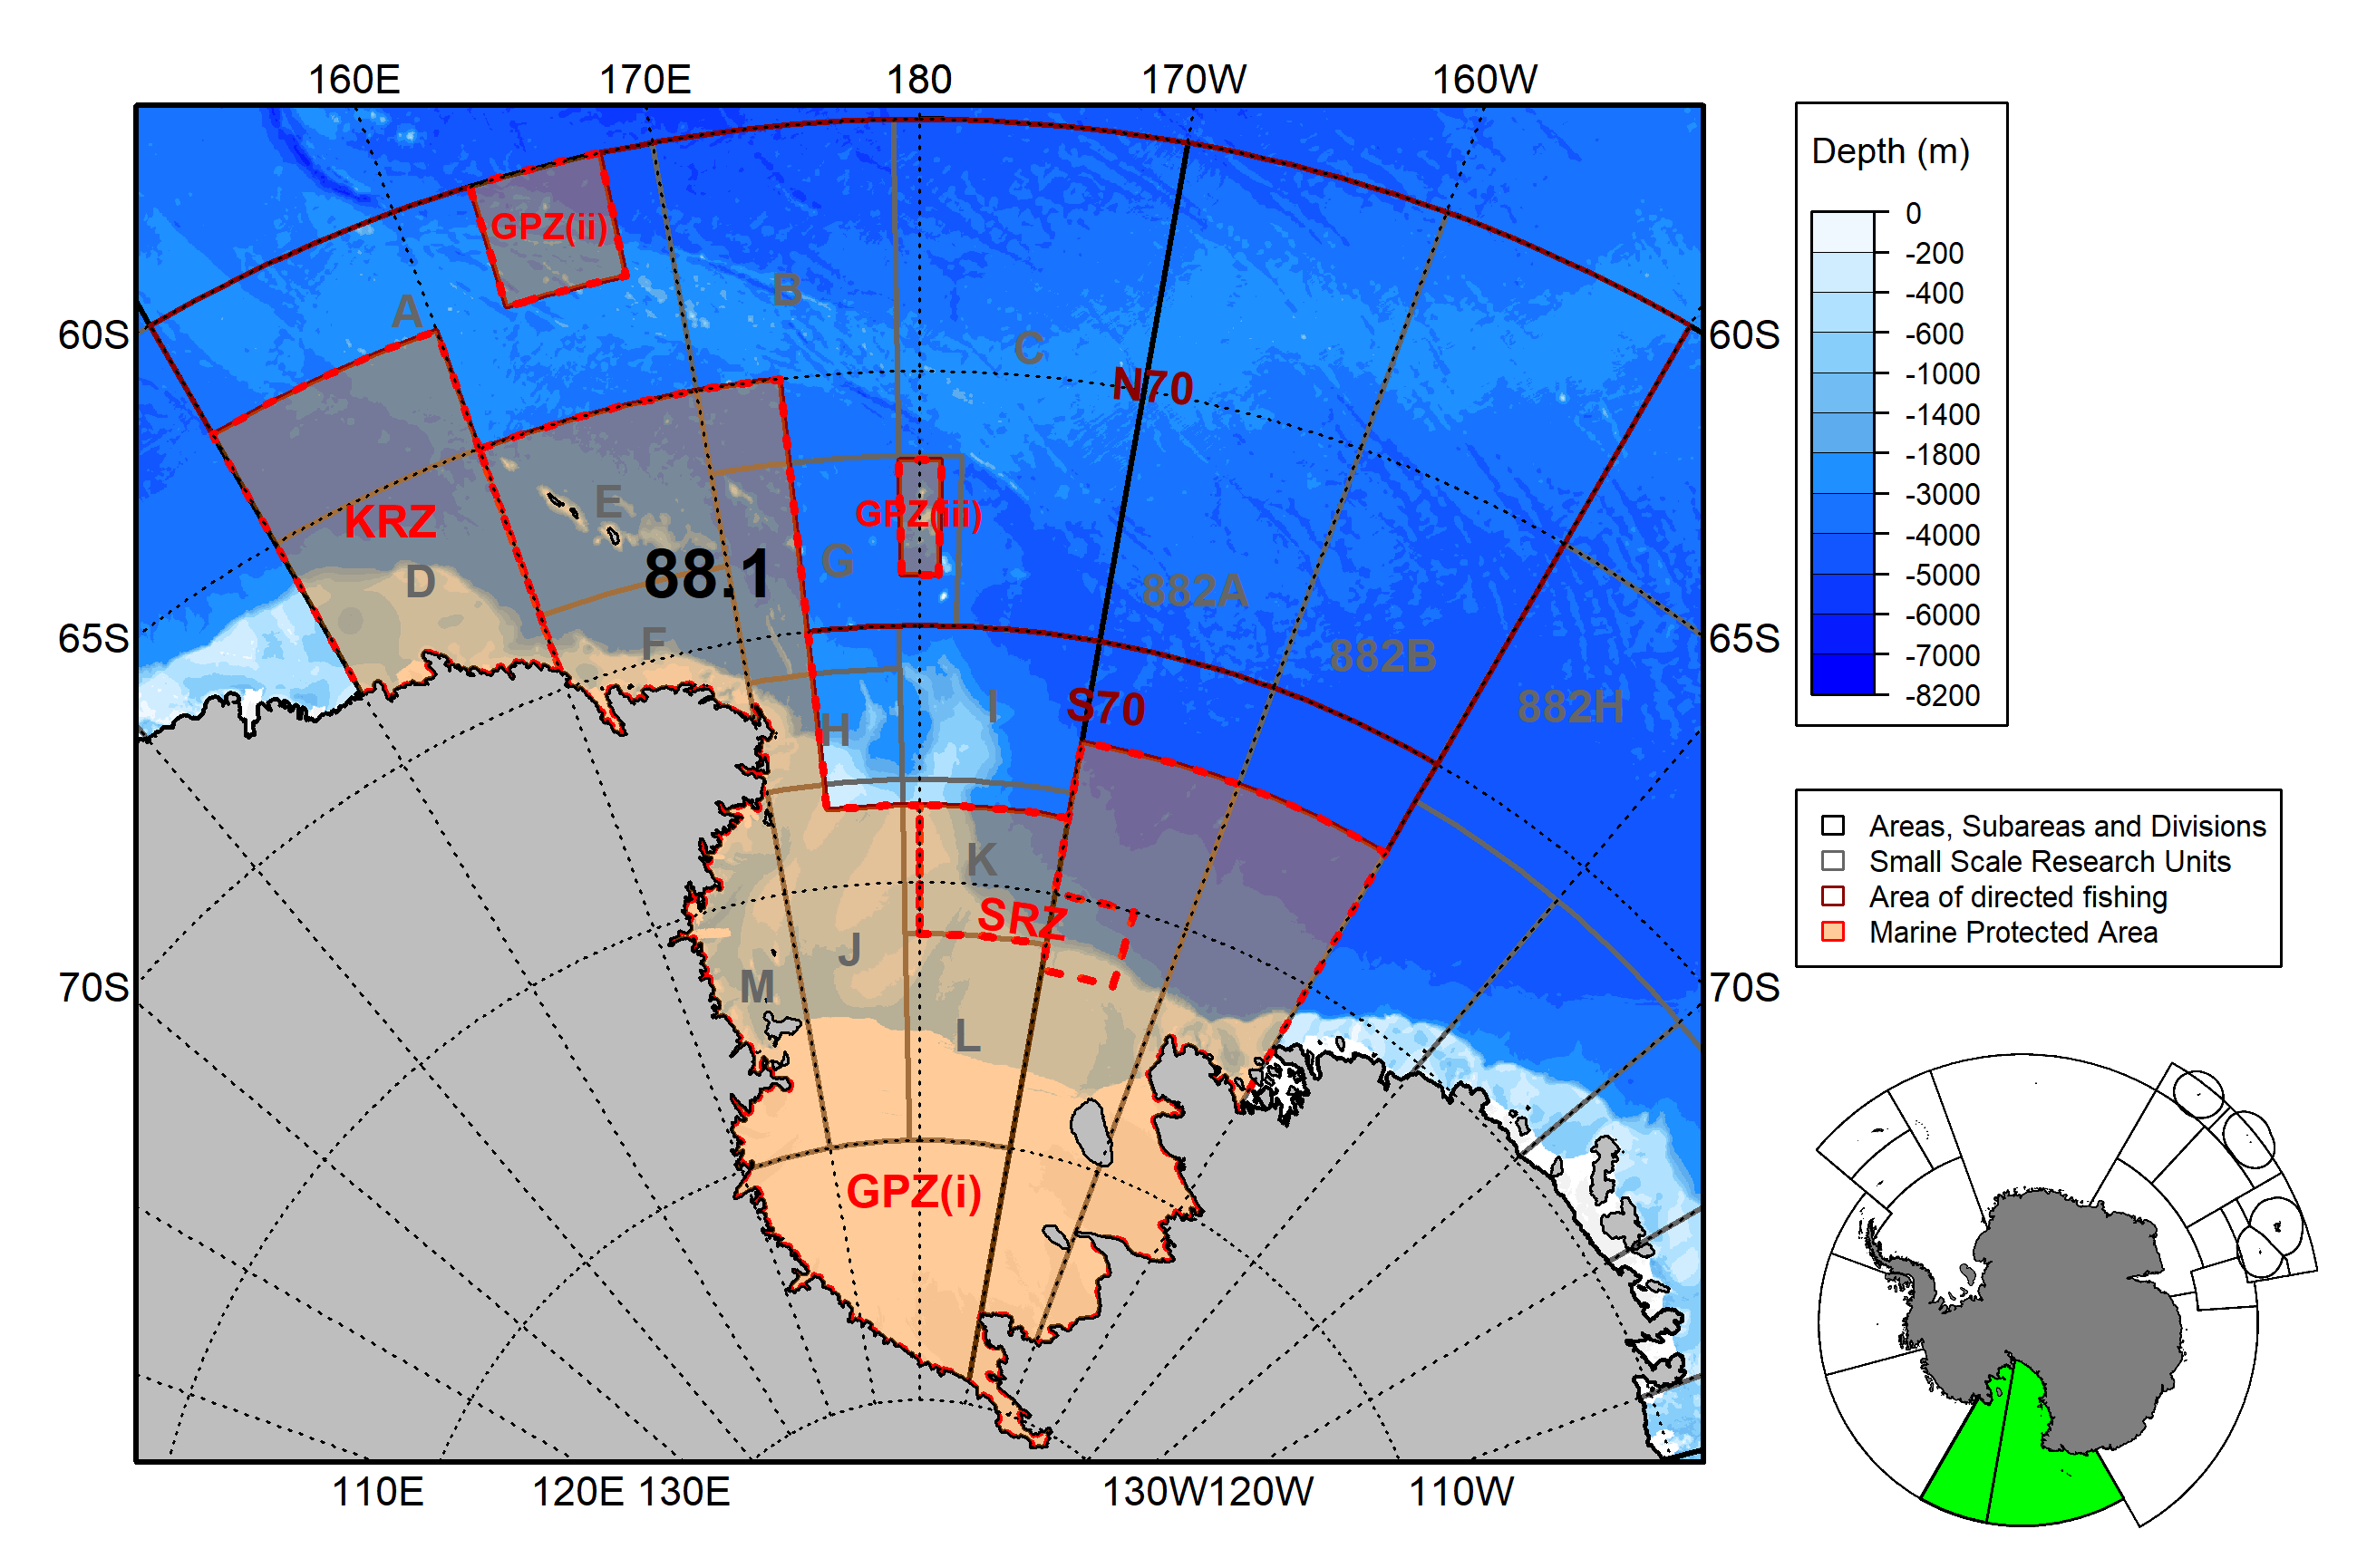 160E 170E 180 170W 160W
Depth (m)
0
-200
-400
-600
-1000
-1400
-1800
-3000
-4000
-5000
-6000
-7000
-8200
GPZ(ii)
B
A
60S
60S
C
N70
E
KRZ
GPZ(iii)
G
88.1
D
882A
65S
F
65S
882B
I
S70
882H
H
K
SRZ
J
M
70S
70S
L
GPZ(i)
Areas, Subareas and Divisions
Small Scale Research Units
Area of directed fishing
Marine Protected Area
110E 120E 130E 130W 120W 110W